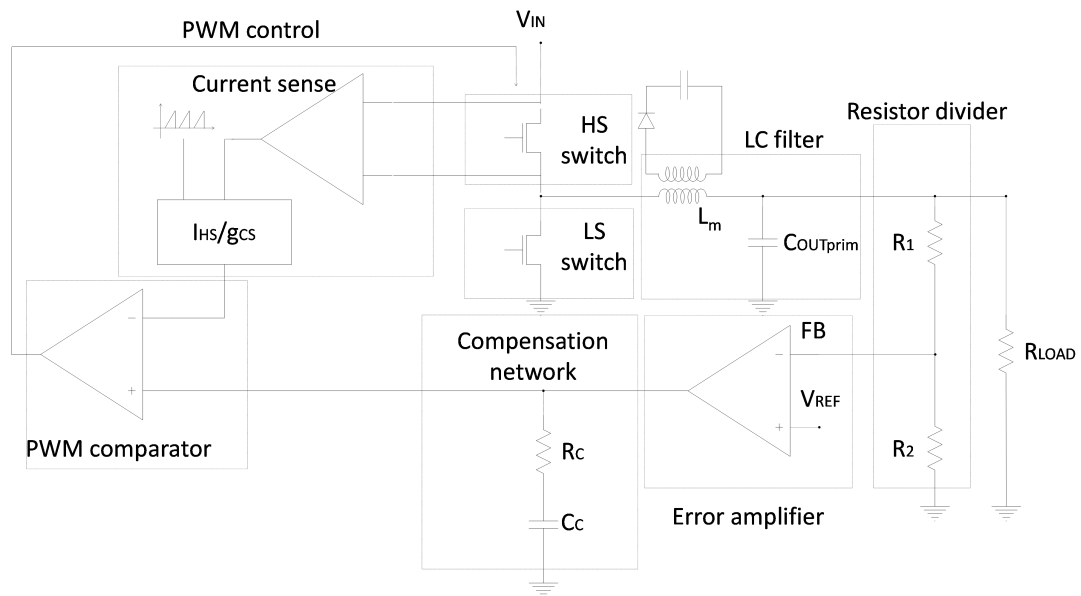 VIN
PWM control
Current sense
HS
switch
Resistor divider
LC filter
Lm
IHS/gCS
LS
switch
COUTprim
R1
−
+
PWM comparator
Compensation
network
FB
−
VREF
+
RLOAD
RC
R2
CC
Error amplifier